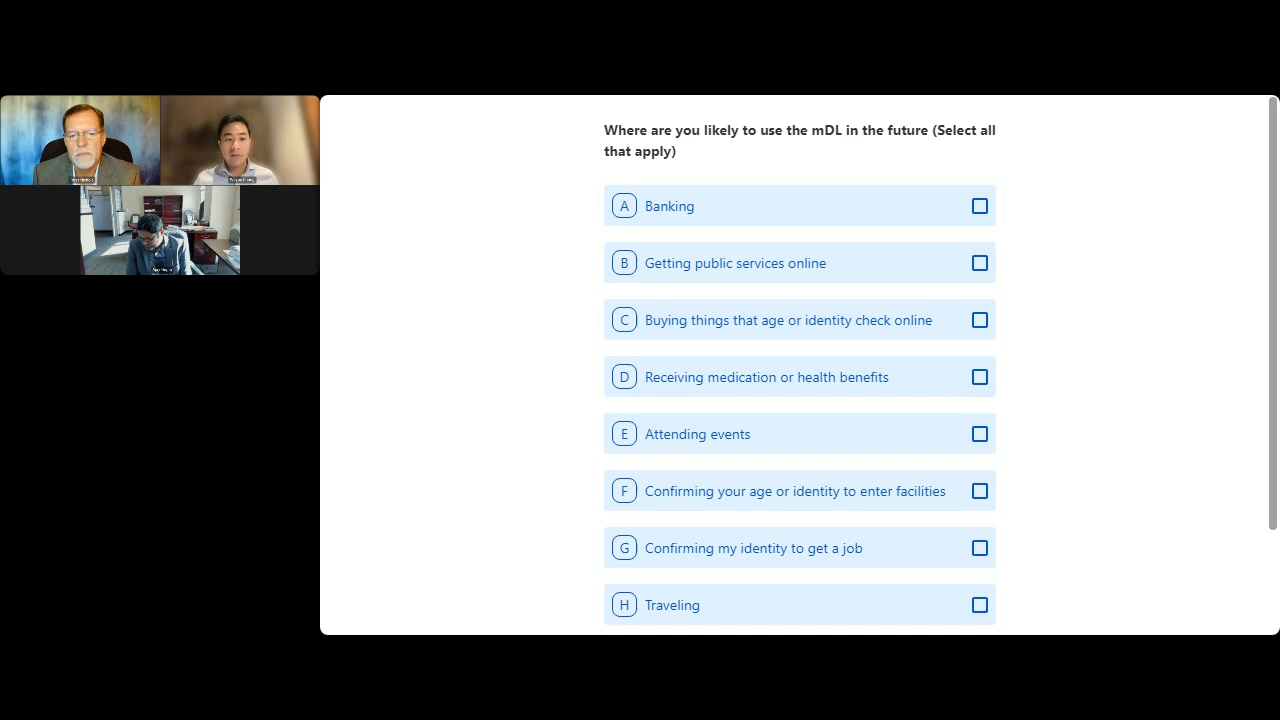 Where are you likely to use the mDL in the future (Select all
that apply)
A Banking
B Getting public services online
C Buying things that age or identity check online
D Receiving medication or health benefits
E Attending events
F Confirming your age or identity to enter facilities
G Confirming my identity to get a job
H Traveling